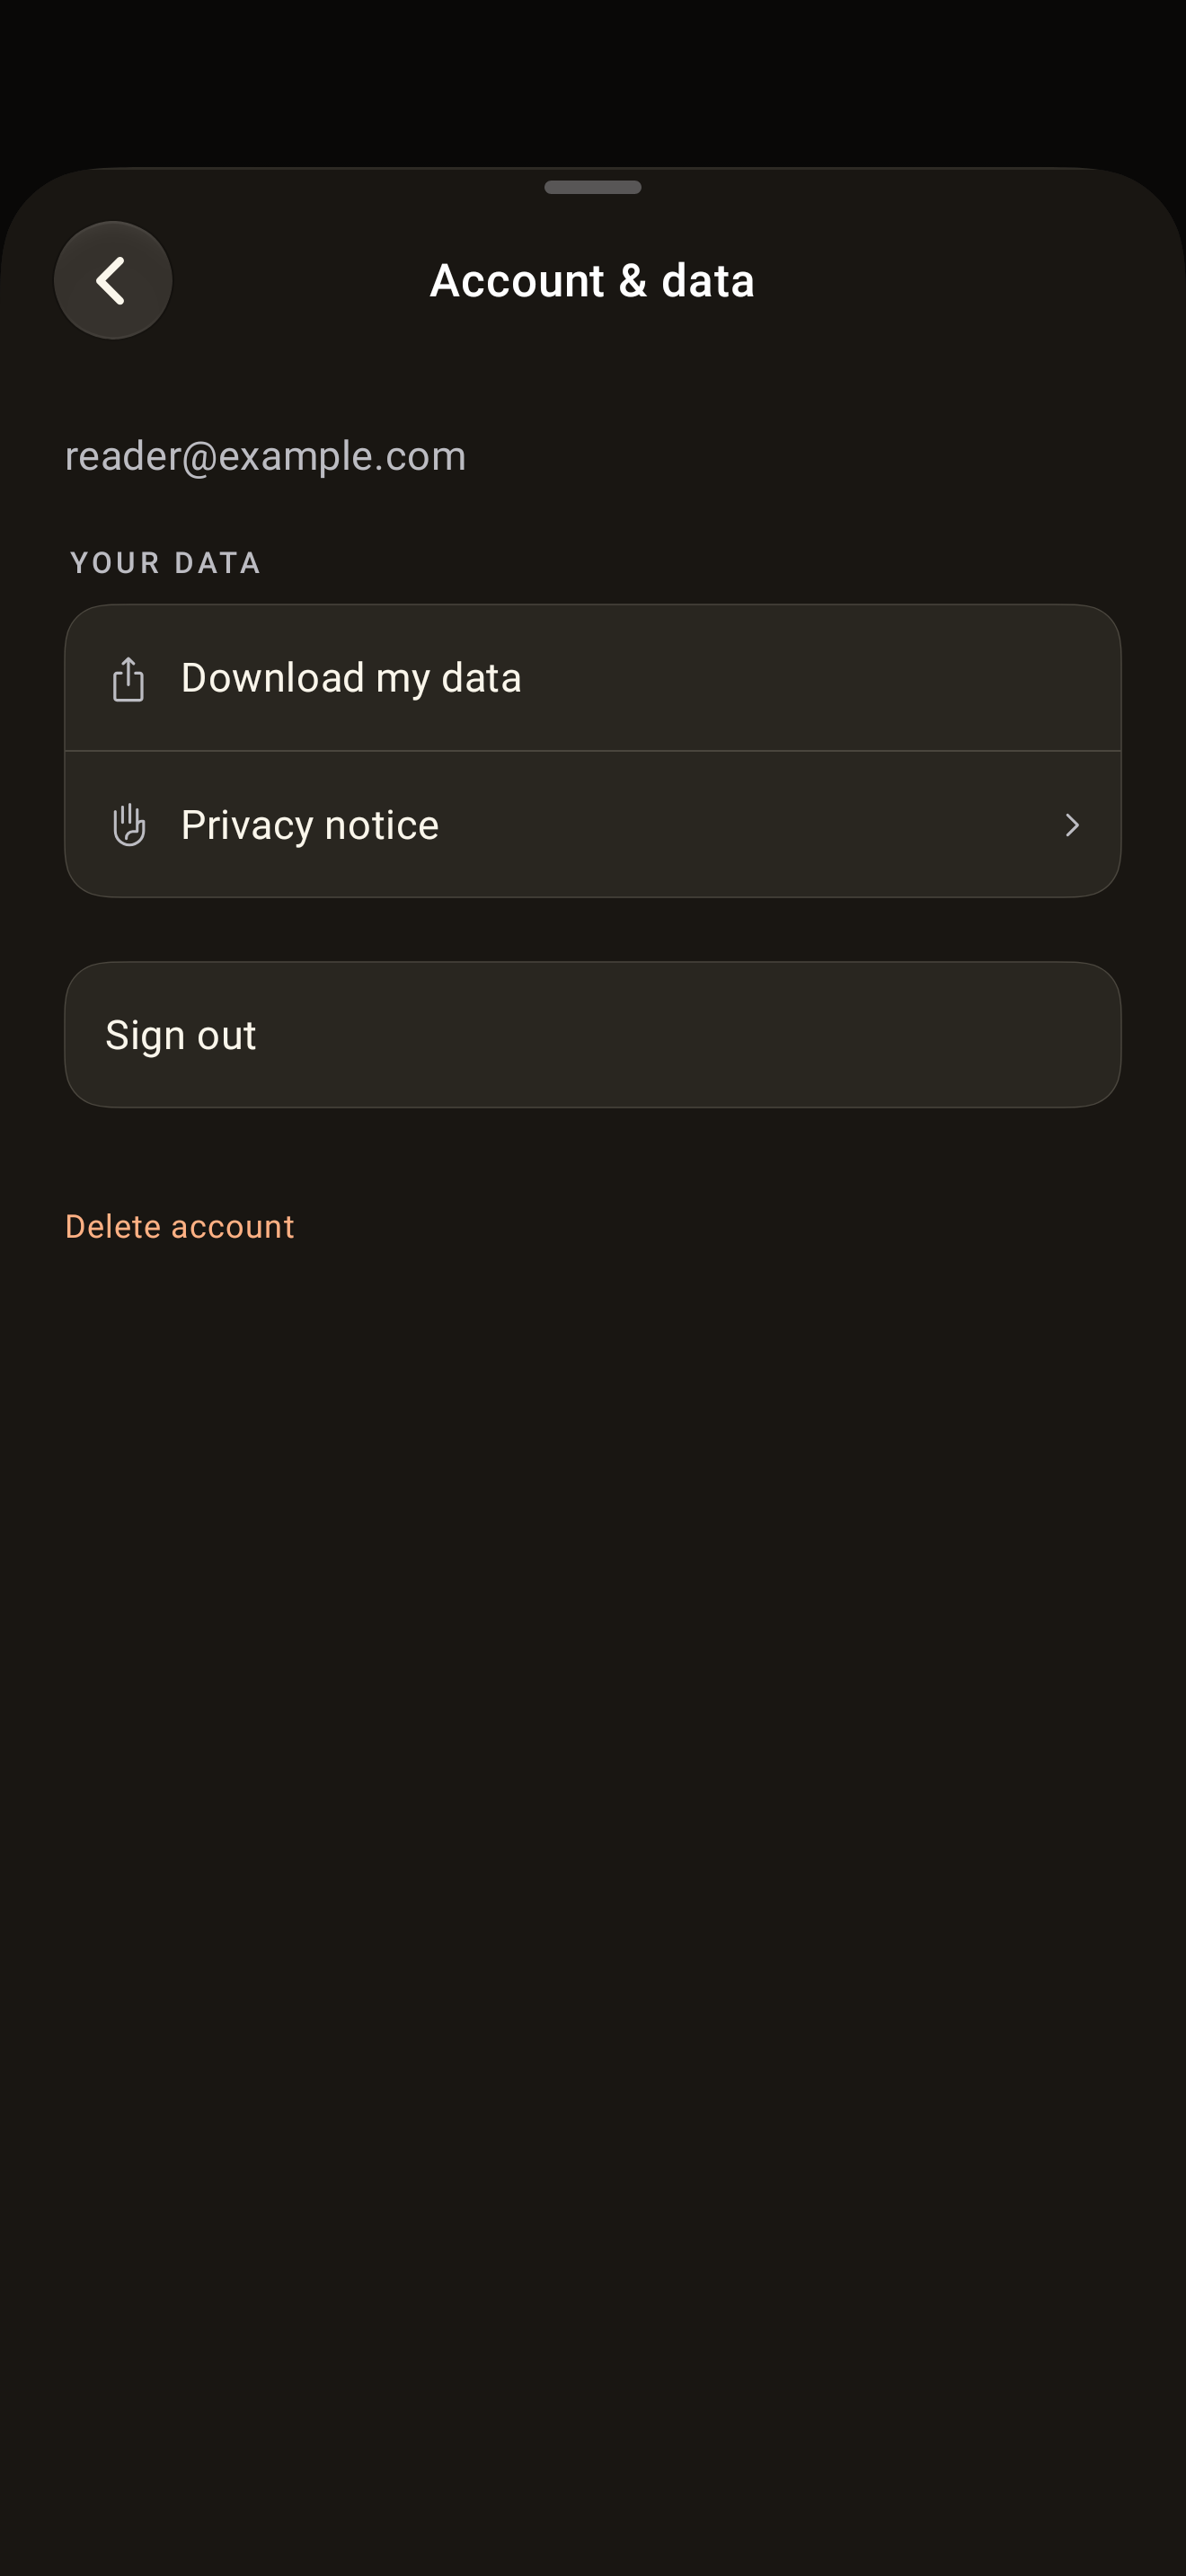 Account & data
reader@example.com
YOUR DATA
Download my data
Privacy notice
Sign out
Delete account